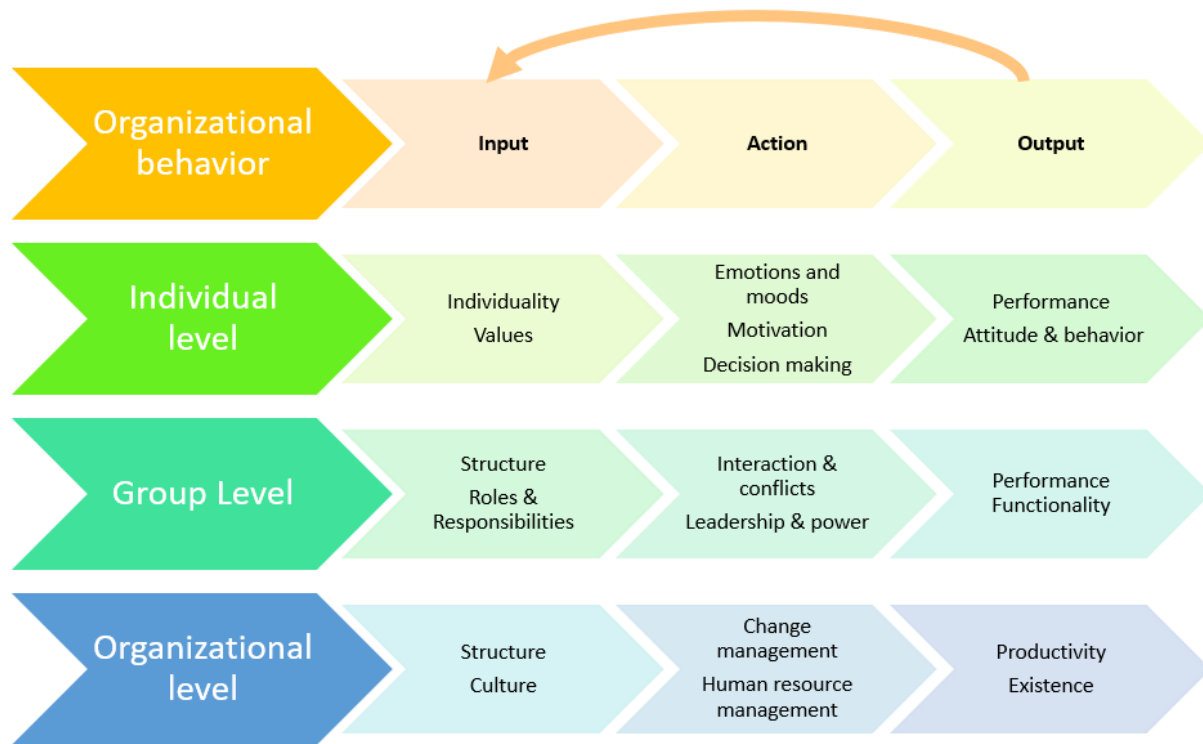 Organizational
behavior
Input
Action
Output
Individual
level
Individuality
Values
Emotions and
moods
Motivation
Decision making
Performance
Attitude & behavior
Group Level
Structure
Roles &
Responsibilities
Interaction &
conflicts
Leadership & power
Performance
Functionality
Organizational
level
Structure
Culture
Change
management
Human resource
management
Productivity
Existence